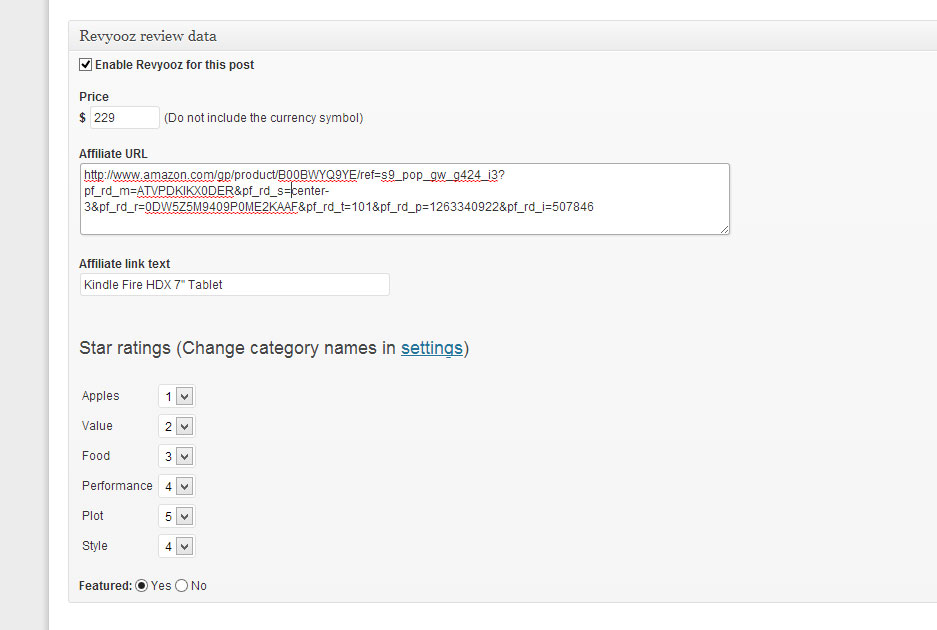 Revyooz review data
Enable Revyooz for this post
Price
$ 229 (Do not include the currency symbol)
Affiliate URL
http://www.amazon.com/gp/product/B00BWYQ9YE/ref=s9_pop_gw_g424_i3?
pf_rd_m=ATVPDKIKX0DER&pf_rd_s=center-
3&pf_rd_r=0DW5Z5M9409P0ME2KAAF&pf_rd_t=101&pf_rd_p=1263340922&pf_rd_i=507846
Affiliate link text
Kindle Fire HDX 7" Tablet
Star ratings (Change category names in settings)
Apples 1
Value 2
Food 3
Performance 4
Plot 5
Style 4
Featured: Yes No